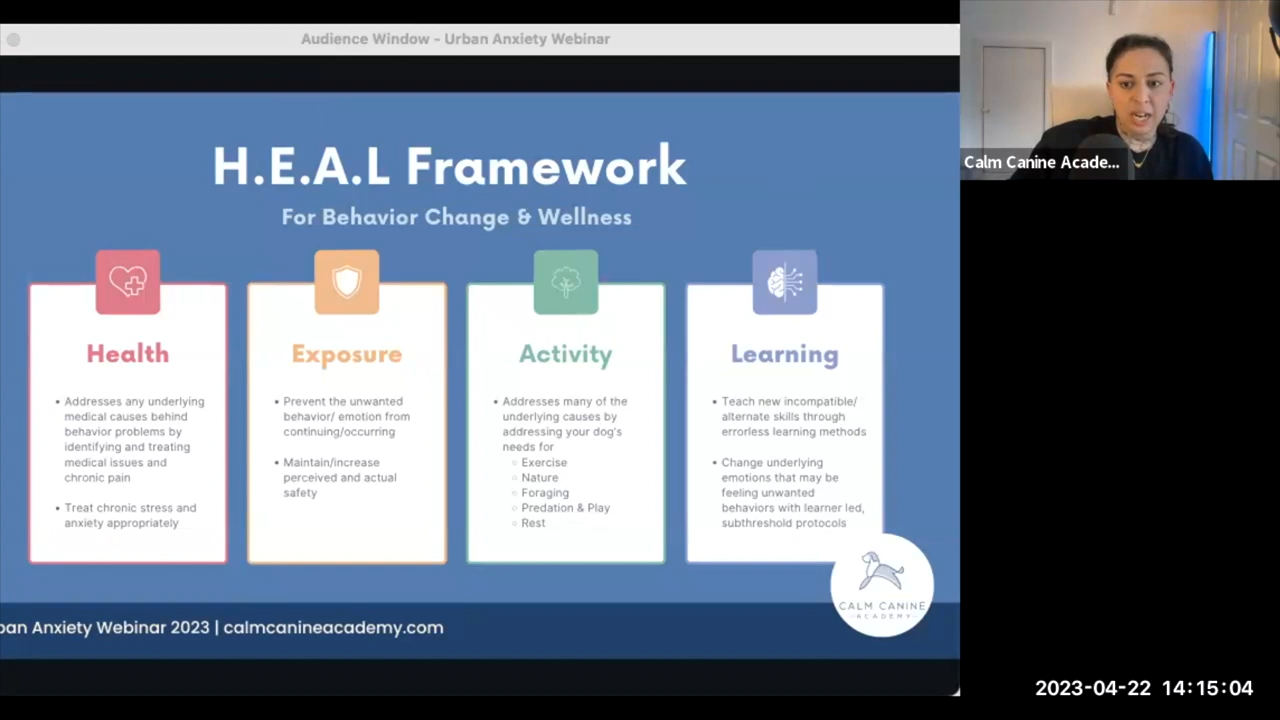 Audience Window - Urban Anxiety Webinar
H.E.A.L Framework
For Behavior Change & Wellness
Health
• Addresses any underlying
medical causes behind
behavior problems by
identifying and treating
medical issues and
chronic pain
• Treat chronic stress and
anxiety appropriately
Exposure
• Prevent the unwanted
behavior/ emotion from
continuing/occurring
• Maintain/increase
perceived and actual
safety
Activity
• Addresses many of the
underlying causes by
addressing your dog's
needs for
○ Exercise
○ Nature
○ Foraging
○ Predation & Play
○ Rest
Learning
• Teach new incompatible/
alternate skills through
errorless learning methods
• Change underlying
emotions that may be
feeling unwanted
behaviors with learner led,
subthreshold protocols
CALM CANINE
ACADEMY
ban Anxiety Webinar 2023 | calmcanineacademy.com
Calm Canine Acade...
2023-04-22 14:15:04